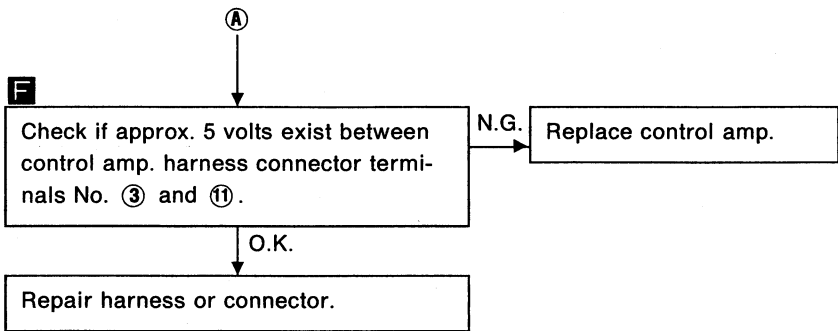 Ⓐ
F
Check if approx. 5 volts exist between
control amp. harness connector termi-
nals No. ③ and ⑪.
N.G.
Replace control amp.
O.K.
Repair harness or connector.